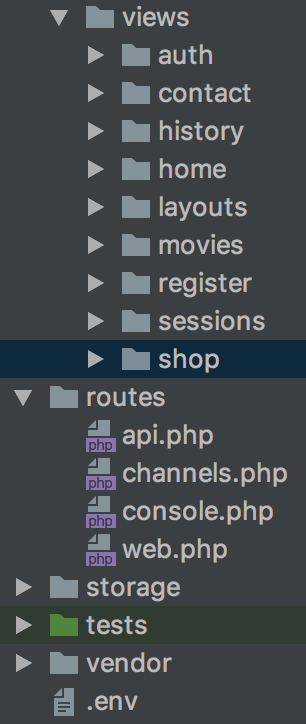 views
auth
contact
history
home
layouts
movies
register
sessions
shop
routes
php api.php
php channels.php
php console.php
php web.php
storage
tests
vendor
.env